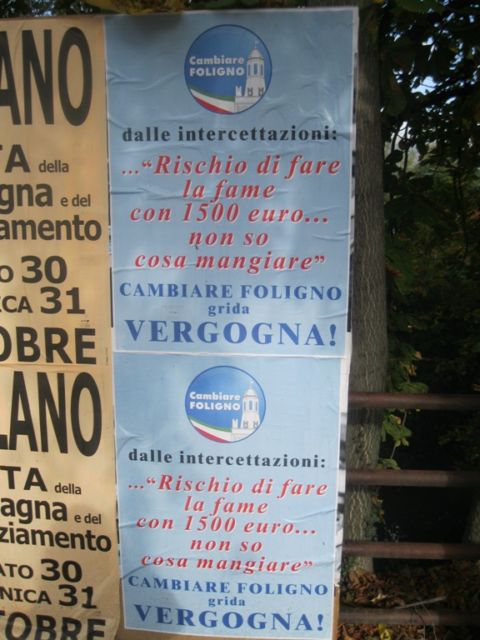 ANO
TA della
gna e del
amento
O 30
ICA 31
OBRE
Cambiare
FOLIGNO
dalle intercettazioni:
..."Rischio di fare
la fame
con 1500 euro...
non so
cosa mangiare"
CAMBIARE FOLIGNO
grida
VERGOGNA!
LANO
TA della
agna e del
ziamento
ATO 30
NICA 31
TOBRE
Cambiare
FOLIGNO
dalle intercettazioni:
..."Rischio di fare
la fame
con 1500 euro...
non so
cosa mangiare"
CAMBIARE FOLIGNO
grida
VERGOGNA!